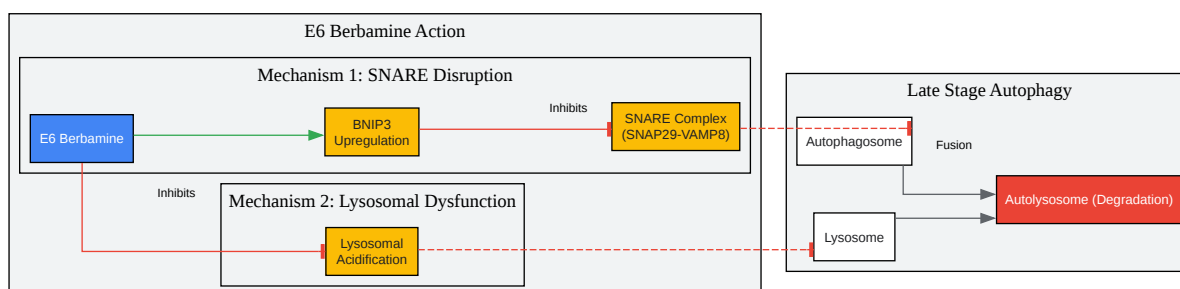 E6 Berbamine Action
Mechanism 1: SNARE Disruption
E6 Berbamine
BNIP3
Upregulation
Inhibits
SNARE Complex
(SNAP29-VAMP8)
Inhibits
Mechanism 2: Lysosomal Dysfunction
Lysosomal
Acidification
Late Stage Autophagy
Autophagosome
Fusion
Autolysosome (Degradation)
Lysosome